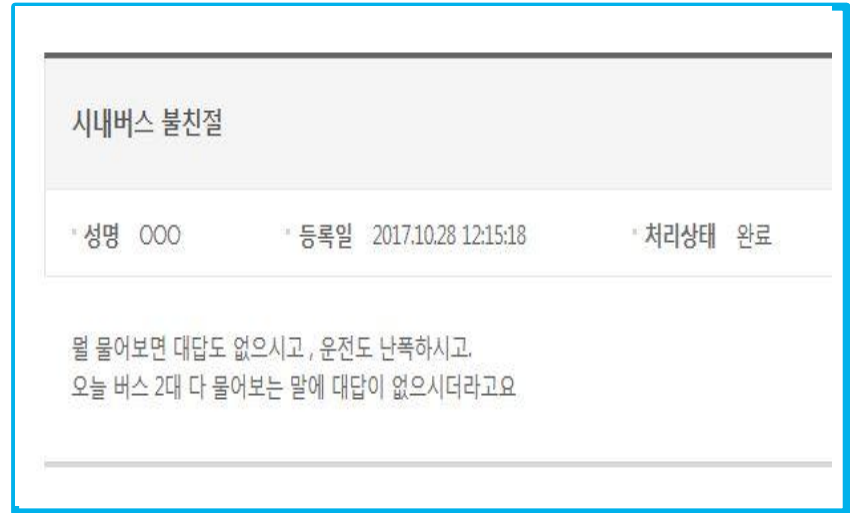 시내버스 불친절
성명 OOO 등록일 2017.10.28 12:15:18 처리상태 완료
뭘 물어보면 대답도 없으시고 , 운전도 난폭하시고.
오늘 버스 2대 다 물어보는 말에 대답이 없으시더라고요